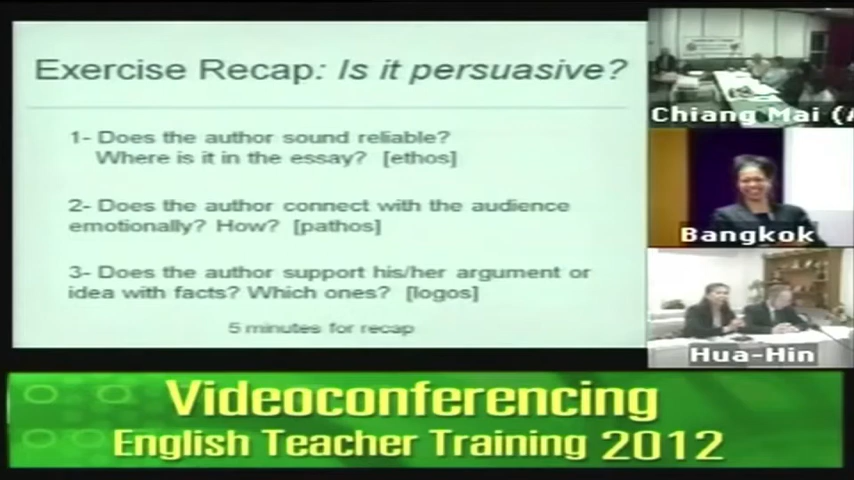 Exercise Recap: Is it persuasive?
1- Does the author sound reliable?
Where is it in the essay? [ethos]
2- Does the author connect with the audience
emotionally? How? [pathos]
3- Does the author support his/her argument or
idea with facts? Which ones? [logos]
5 minutes for recap
Chiang Mai (
Bangkok
Hua-Hin
Videoconferencing
English Teacher Training 2012